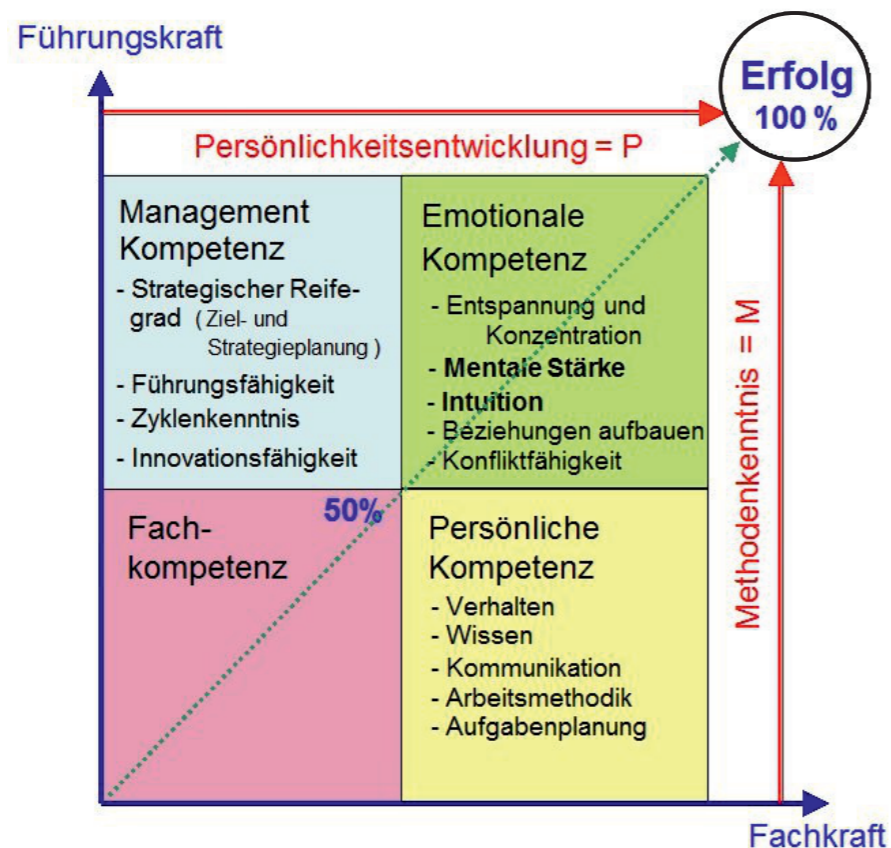 Führungskraft
Erfolg
100 %
Persönlichkeitsentwicklung = P
Management
Kompetenz
- Strategischer Reife-
grad ( Ziel- und
Strategieplanung )
- Führungsfähigkeit
- Zyklenkenntnis
- Innovationsfähigkeit
Emotionale
Kompetenz
- Entspannung und
Konzentration
- Mentale Stärke
- Intuition
- Beziehungen aufbauen
- Konfliktfähigkeit
Methodenkenntnis = M
50%
Fach-
kompetenz
Persönliche
Kompetenz
- Verhalten
- Wissen
- Kommunikation
- Arbeitsmethodik
- Aufgabenplanung
Fachkraft